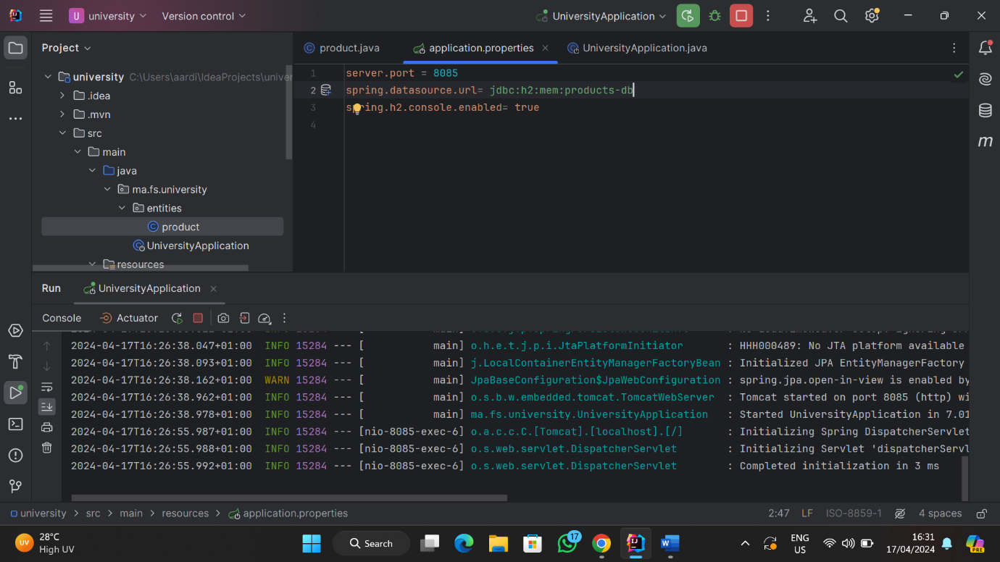 U university Version control UniversityApplication
Project
product.java application.properties UniversityApplication.java
university C:\Users\aardi\IdeaProjects\univer
.idea
.mvn
src
main
java
ma.fs.university
entities
product
UniversityApplication
resources
1 server.port = 8085
2 spring.datasource.url= jdbc:h2:mem:products-db
3 spring.h2.console.enabled= true
4
Run UniversityApplication
Console Actuator
2024-04-17T16:26:38.047+01:00 INFO 15284 --- [ main] o.h.e.t.j.p.i.JtaPlatformInitiator : HHH000489: No JTA platform available
2024-04-17T16:26:38.093+01:00 INFO 15284 --- [ main] j.LocalContainerEntityManagerFactoryBean : Initialized JPA EntityManagerFactory
2024-04-17T16:26:38.162+01:00 WARN 15284 --- [ main] JpaBaseConfiguration$JpaWebConfiguration : spring.jpa.open-in-view is enabled by
2024-04-17T16:26:38.962+01:00 INFO 15284 --- [ main] o.s.b.w.embedded.tomcat.TomcatWebServer : Tomcat started on port 8085 (http) wi
2024-04-17T16:26:38.978+01:00 INFO 15284 --- [ main] ma.fs.university.UniversityApplication : Started UniversityApplication in 7.01
2024-04-17T16:26:55.987+01:00 INFO 15284 --- [nio-8085-exec-6] o.a.c.c.C.[Tomcat].[localhost].[/] : Initializing Spring DispatcherServlet
2024-04-17T16:26:55.988+01:00 INFO 15284 --- [nio-8085-exec-6] o.s.web.servlet.DispatcherServlet : Initializing Servlet 'dispatcherServl
2024-04-17T16:26:55.992+01:00 INFO 15284 --- [nio-8085-exec-6] o.s.web.servlet.DispatcherServlet : Completed initialization in 3 ms
university > src > main > resources > application.properties 2:47 LF ISO-8859-1 4 spaces
UV 28°C
High UV
Search
17
ENG
US
16:31
17/04/2024
PRE